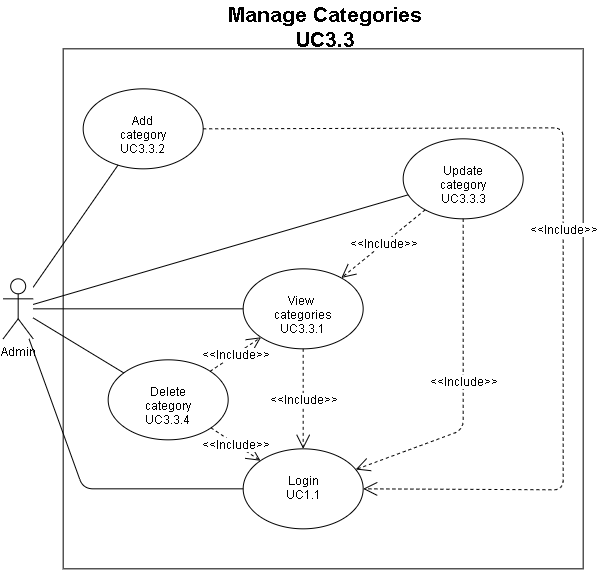 Manage Categories
UC3.3
Add
category
UC3.3.2
Update
category
UC3.3.3
<<Include>>
<<Include>>
View
categories
UC3.3.1
Admin
<<Include>>
Delete
category
UC3.3.4
<<Include>>
<<Include>>
<<Include>>
Login
UC1.1